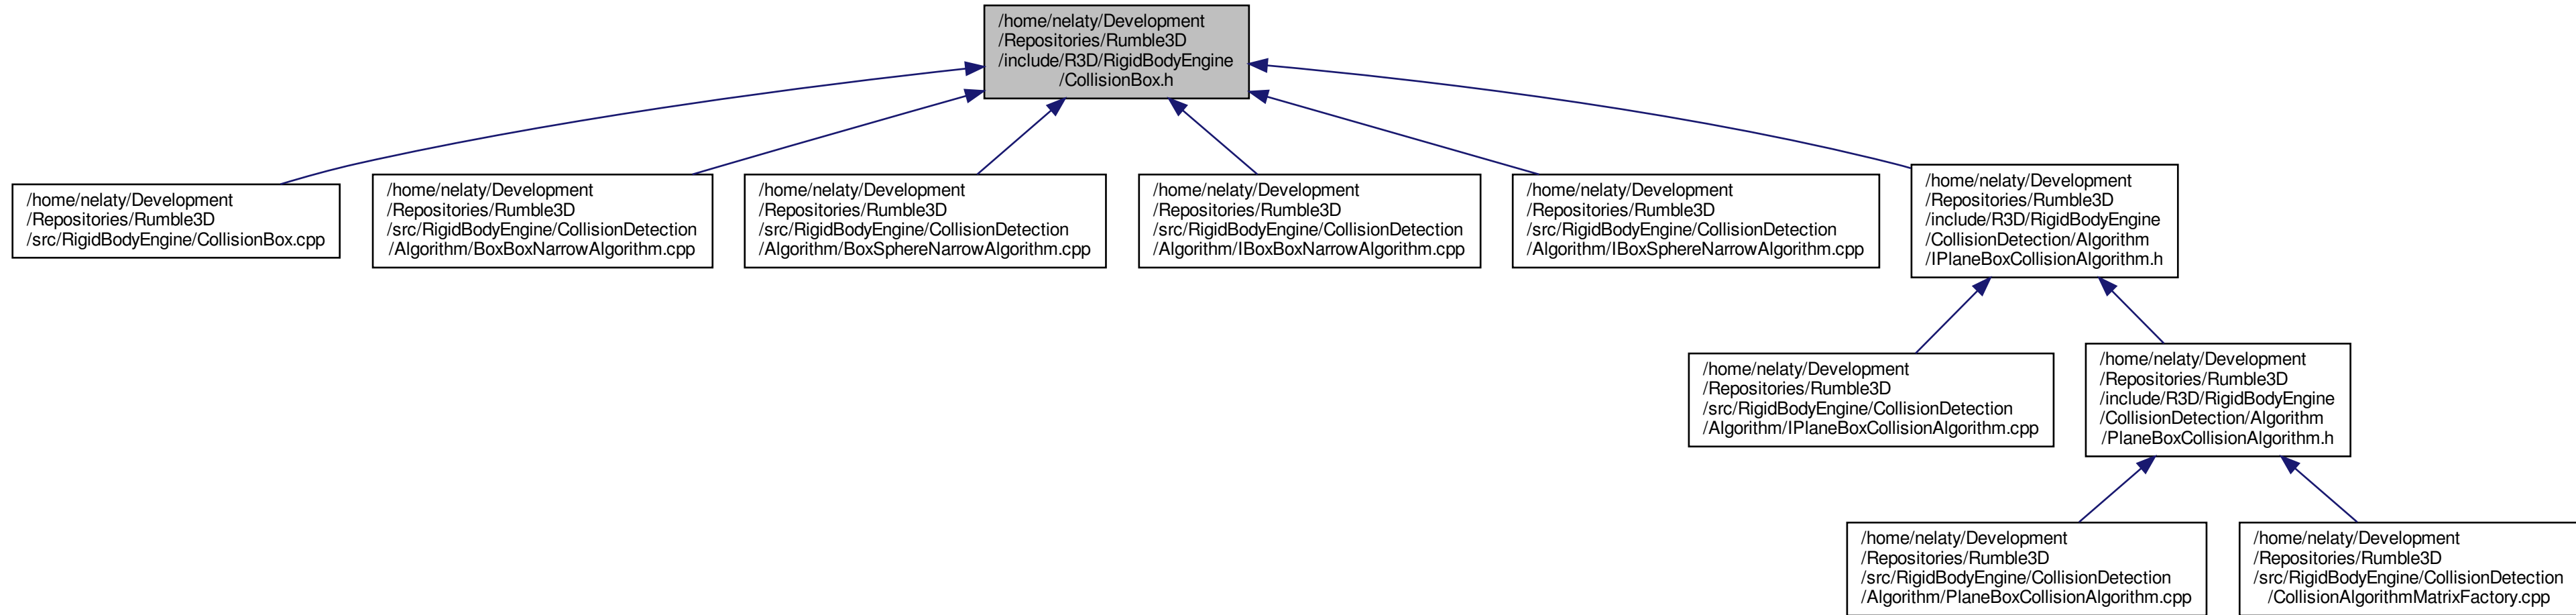 /home/nelaty/Development
/Repositories/Rumble3D
/include/R3D/RigidBodyEngine
/CollisionBox.h
/home/nelaty/Development
/Repositories/Rumble3D
/src/RigidBodyEngine/CollisionBox.cpp
/home/nelaty/Development
/Repositories/Rumble3D
/src/RigidBodyEngine/CollisionDetection
/Algorithm/BoxBoxNarrowAlgorithm.cpp
/home/nelaty/Development
/Repositories/Rumble3D
/src/RigidBodyEngine/CollisionDetection
/Algorithm/BoxSphereNarrowAlgorithm.cpp
/home/nelaty/Development
/Repositories/Rumble3D
/src/RigidBodyEngine/CollisionDetection
/Algorithm/IBoxBoxNarrowAlgorithm.cpp
/home/nelaty/Development
/Repositories/Rumble3D
/src/RigidBodyEngine/CollisionDetection
/Algorithm/IBoxSphereNarrowAlgorithm.cpp
/home/nelaty/Development
/Repositories/Rumble3D
/include/R3D/RigidBodyEngine
/CollisionDetection/Algorithm
/IPlaneBoxCollisionAlgorithm.h
/home/nelaty/Development
/Repositories/Rumble3D
/src/RigidBodyEngine/CollisionDetection
/Algorithm/IPlaneBoxCollisionAlgorithm.cpp
/home/nelaty/Development
/Repositories/Rumble3D
/include/R3D/RigidBodyEngine
/CollisionDetection/Algorithm
/PlaneBoxCollisionAlgorithm.h
/home/nelaty/Development
/Repositories/Rumble3D
/src/RigidBodyEngine/CollisionDetection
/Algorithm/PlaneBoxCollisionAlgorithm.cpp
/home/nelaty/Development
/Repositories/Rumble3D
/src/RigidBodyEngine/CollisionDetection
/CollisionAlgorithmMatrixFactory.cpp